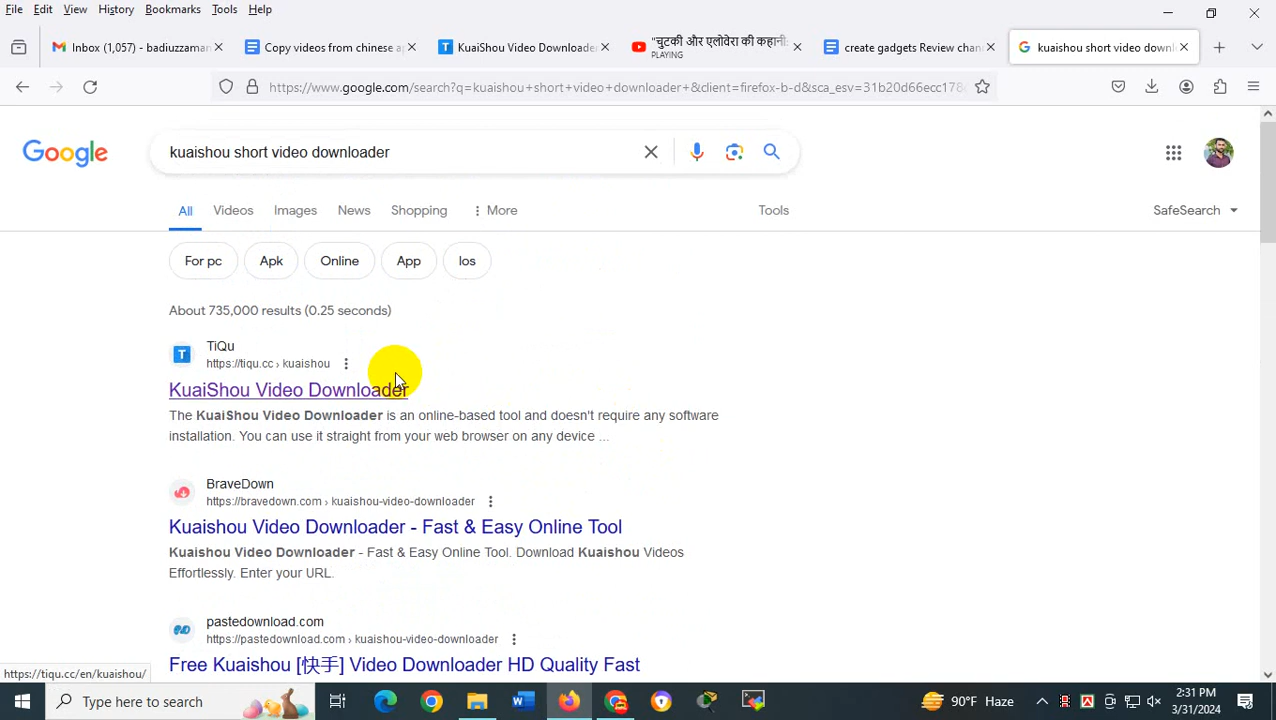 File Edit View History Bookmarks Tools Help
Inbox (1,05
Copy videos from chinese ap
KuaiShou Video Downloader
"चुटकी और एलोवेरा की कहानी:
PLAYING
create gadgets Review chan
kuaishou short video downl
https://www.google.com/search?q=kuaishou+short+video+downloader+&client=firefox-b-d&sca_esv=31b20d66ecc178
Google
kuaishou short video downloader
All Videos Images News Shopping More Tools SafeSearch
For pc Apk Online App Ios
About 735,000 results (0.25 seconds)
TiQu
https://tiqu.cc › kuaishou
KuaiShou Video Downloader
The KuaiShou Video Downloader is an online-based tool and doesn't require any software
installation. You can use it straight from your web browser on any device ...
BraveDown
https://bravedown.com › kuaishou-video-downloader
Kuaishou Video Downloader - Fast & Easy Online Tool
Kuaishou Video Downloader - Fast & Easy Online Tool. Download Kuaishou Videos
Effortlessly. Enter your URL.
pastedownload.com
https://pastedownload.com › kuaishou-video-downloader
Free Kuaishou [快手] Video Downloader HD Quality Fast
https://tiqu.cc/en/kuaishou/
Type here to search
90°F Haze
2:31 PM
3/31/2024